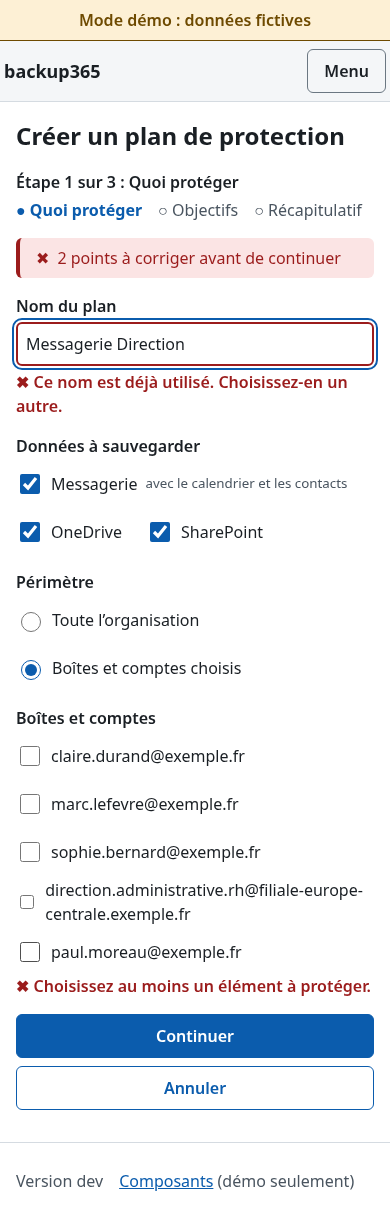 Mode démo : données fictives
backup365
Menu
Créer un plan de protection
Étape 1 sur 3 : Quoi protéger
● Quoi protéger ○ Objectifs ○ Récapitulatif
✖ 2 points à corriger avant de continuer
Nom du plan
Messagerie Direction
✖ Ce nom est déjà utilisé. Choisissez-en un
autre.
Données à sauvegarder
Messagerie avec le calendrier et les contacts
OneDrive SharePoint
Périmètre
Toute l’organisation
Boîtes et comptes choisis
Boîtes et comptes
claire.durand@exemple.fr
marc.lefevre@exemple.fr
sophie.bernard@exemple.fr
direction.administrative.rh@filiale-europe-
centrale.exemple.fr
paul.moreau@exemple.fr
✖ Choisissez au moins un élément à protéger.
Continuer
Annuler
Version dev Composants (démo seulement)